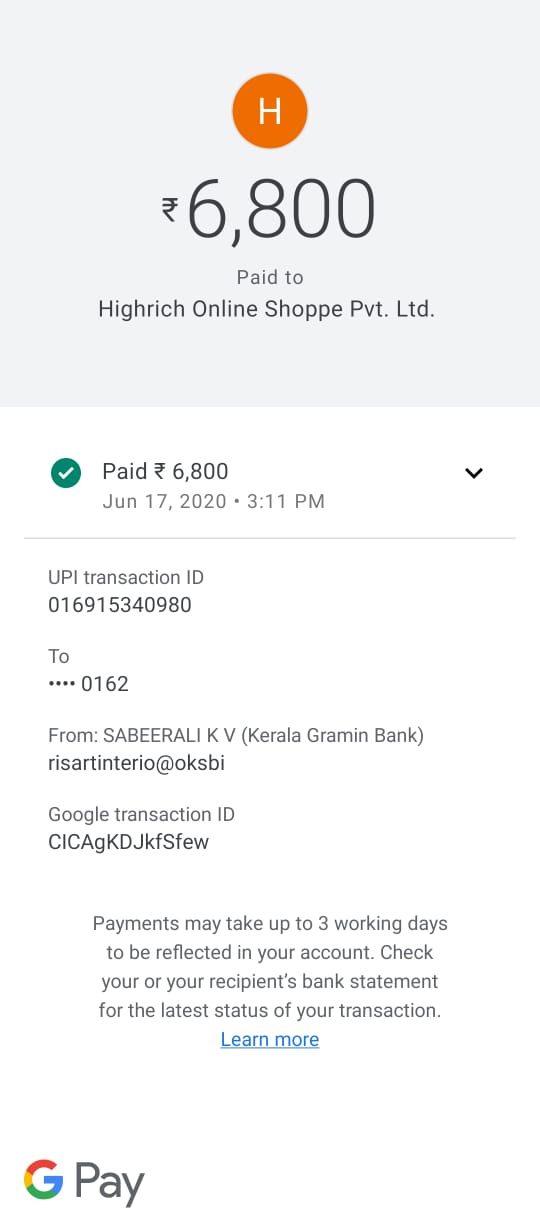 H
₹6,800
Paid to
Highrich Online Shoppe Pvt. Ltd.
Paid ₹ 6,800
Jun 17, 2020 • 3:11 PM
UPI transaction ID
016915340980
To
•••• 0162
From: SABEERALI K V (Kerala Gramin Bank)
risartinterio@oksbi
Google transaction ID
CICAgKDJkfSfew
Payments may take up to 3 working days
to be reflected in your account. Check
your or your recipient’s bank statement
for the latest status of your transaction.
Learn more
G Pay